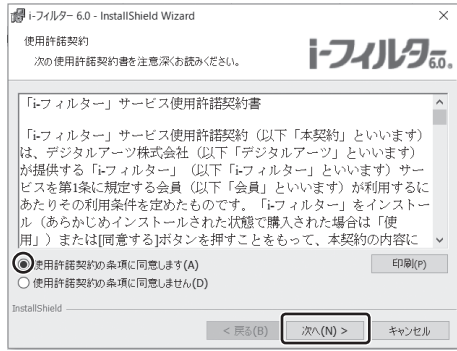 i-フィルター 6.0 - InstallShield Wizard
使用許諾契約
次の使用許諾契約書を注意深くお読みください。
i-フィルター6.0.
「i-フィルター」サービス使用許諾契約書
「i-フィルター」サービス使用許諾契約（以下「本契約」といいます）
は、デジタルアーツ株式会社（以下「デジタルアーツ」といいます）
が提供する「i-フィルター」（以下「i-フィルター」といいます）サー
ビスを第1条に規定する会員（以下「会員」といいます）が利用するに
あたりその利用条件を定めたものです。「i-フィルター」をインストー
ル（あらかじめインストールされた状態で購入された場合は「使
用」）または[同意する]ボタンを押すことをもって、本契約の内容に
使用許諾契約の条項に同意します(A)
印刷(P)
使用許諾契約の条項に同意しません(D)
InstallShield
< 戻る(B)
次へ(N) >
キャンセル